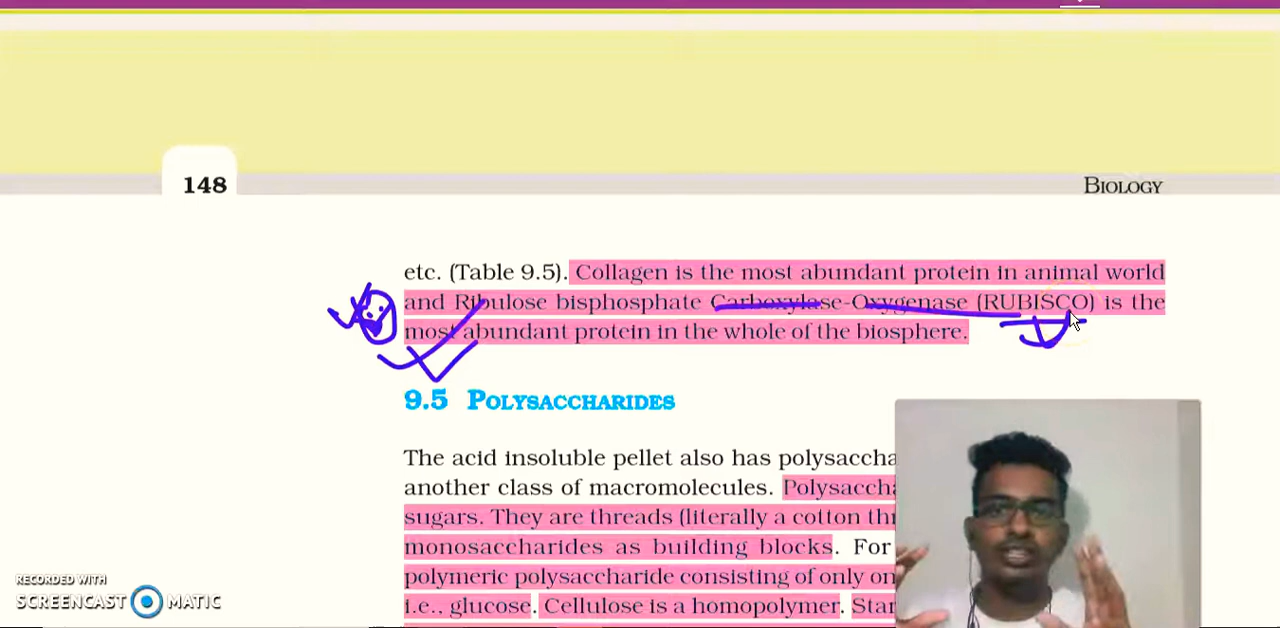 148
BIOLOGY
etc. (Table 9.5). Collagen is the most abundant protein in animal world
and Ribulose bisphosphate Carboxylase-Oxygenase (RUBISCO) is the
most abundant protein in the whole of the biosphere.
9.5 POLYSACCHARIDES
The acid insoluble pellet also has polysaccha
another class of macromolecules. Polysaccha
sugars. They are threads (literally a cotton thr
monosaccharides as building blocks. For
polymeric polysaccharide consisting of only on
i.e., glucose. Cellulose is a homopolymer. Star
RECORDED WITH
SCREENCAST MATIC